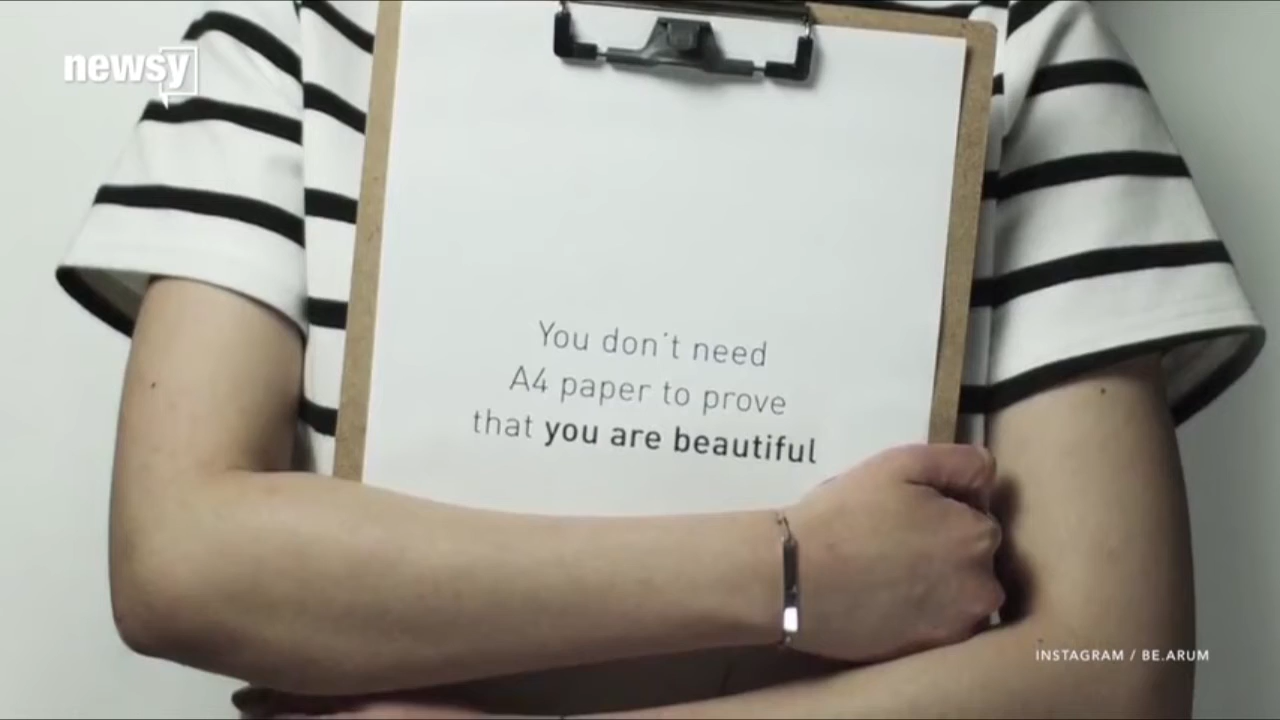 newsy
You don't need
A4 paper to prove
that you are beautiful
INSTAGRAM / BE.ARUM